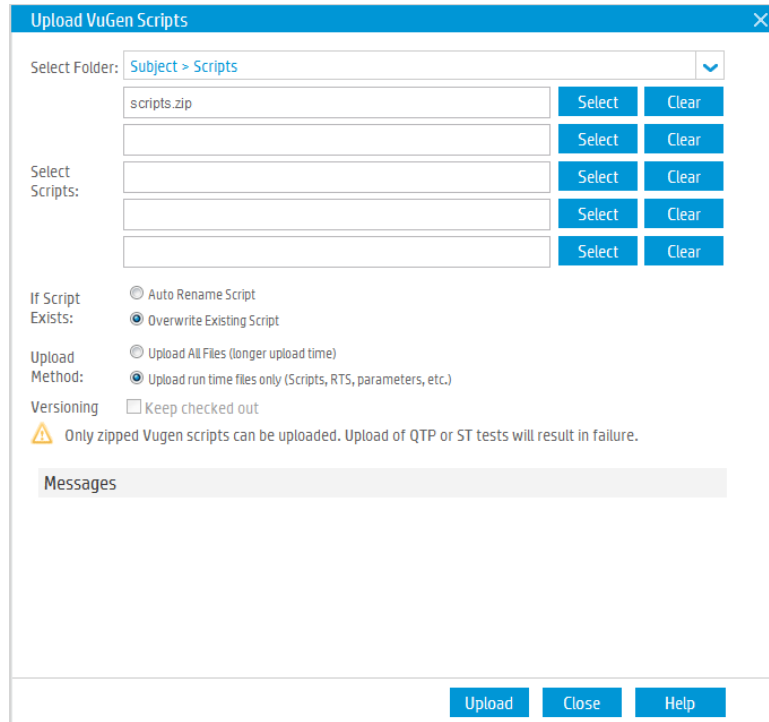 Upload VuGen Scripts
Select Folder: Subject > Scripts
scripts.zip Select Clear
Select Clear
Select Scripts: Select Clear
Select Clear
Select Clear
If Script Exists:
Auto Rename Script
Overwrite Existing Script
Upload Method:
Upload All Files (longer upload time)
Upload run time files only (Scripts, RTS, parameters, etc.)
Versioning Keep checked out
Only zipped Vugen scripts can be uploaded. Upload of QTP or ST tests will result in failure.
Messages
Upload Close Help